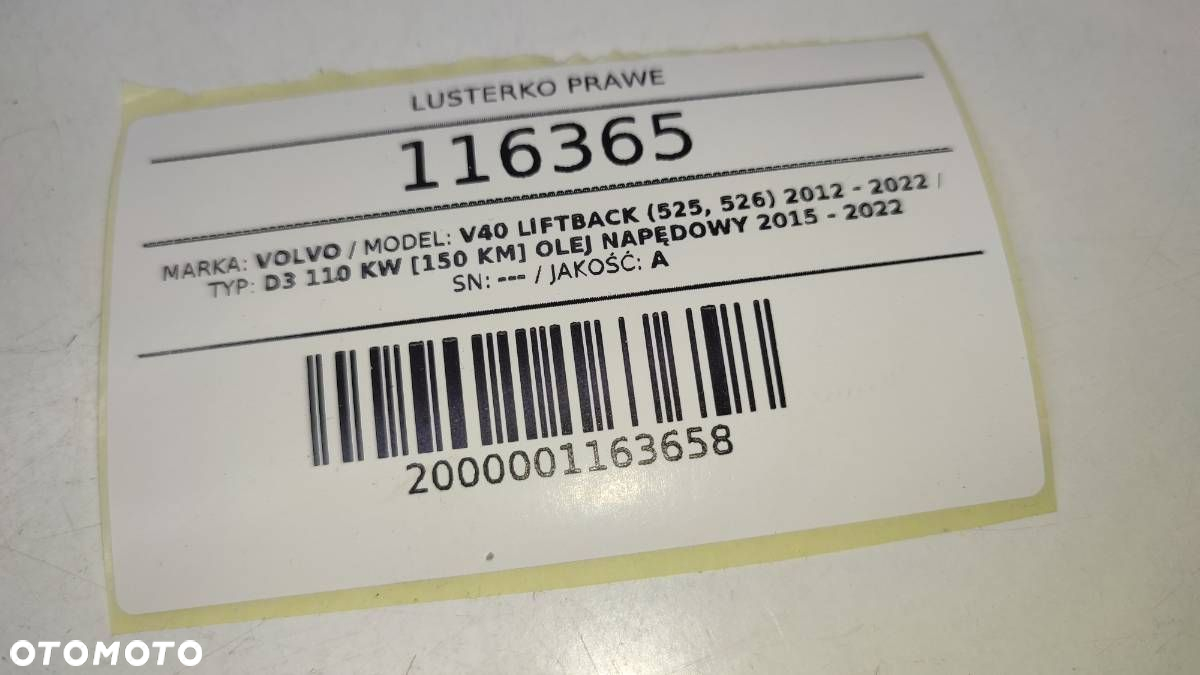 LUSTERKO PRAWE
116365
MARKA: VOLVO / MODEL: V40 LIFTBACK (525, 526) 2012 - 2022 /
TYP: D3 110 KW [150 KM] OLEJ NAPĘDOWY 2015 - 2022
SN: --- / JAKOŚĆ: A
2000001163658
OTOMOTO